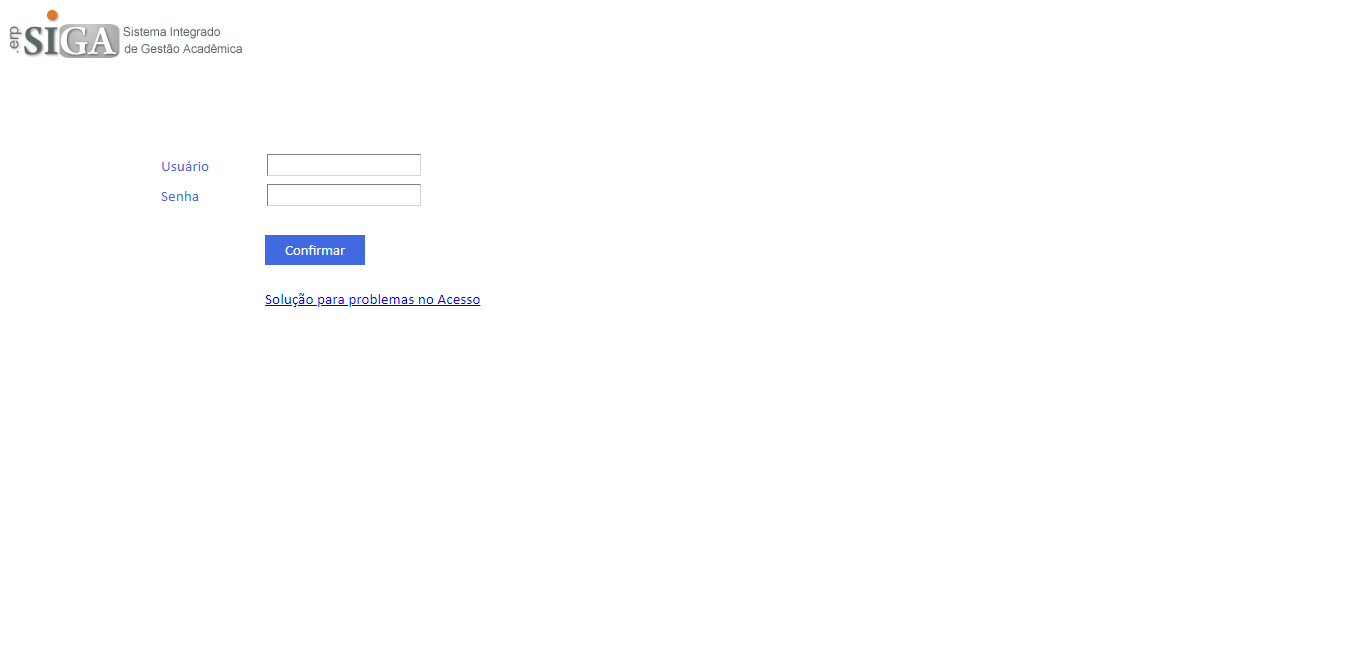 .erp
SIGA
Sistema Integrado
de Gestão Acadêmica
Usuário
Senha
Confirmar
Solução para problemas no Acesso